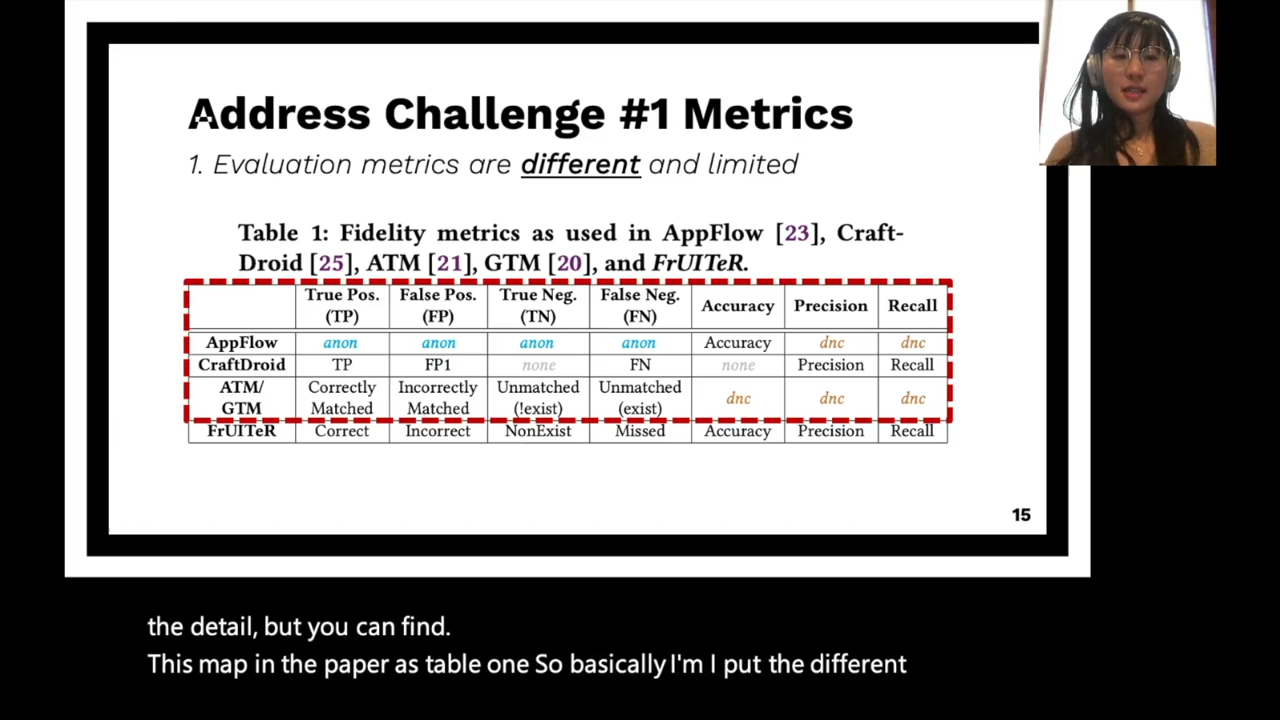 Address Challenge #1 Metrics
1. Evaluation metrics are different and limited
Table 1: Fidelity metrics as used in AppFlow [23], Craft-
Droid [25], ATM [21], GTM [20], and FrUITeR.
True Pos. (TP) False Pos. (FP) True Neg. (TN) False Neg. (FN) Accuracy Precision Recall
AppFlow anon anon anon anon Accuracy dnc dnc
CraftDroid TP FP1 none FN none Precision Recall
ATM/ GTM Correctly Matched Incorrectly Matched Unmatched (!exist) Unmatched (exist) dnc dnc dnc
FrUITeR Correct Incorrect NonExist Missed Accuracy Precision Recall
15
the detail, but you can find.
This map in the paper as table one So basically I'm I put the different